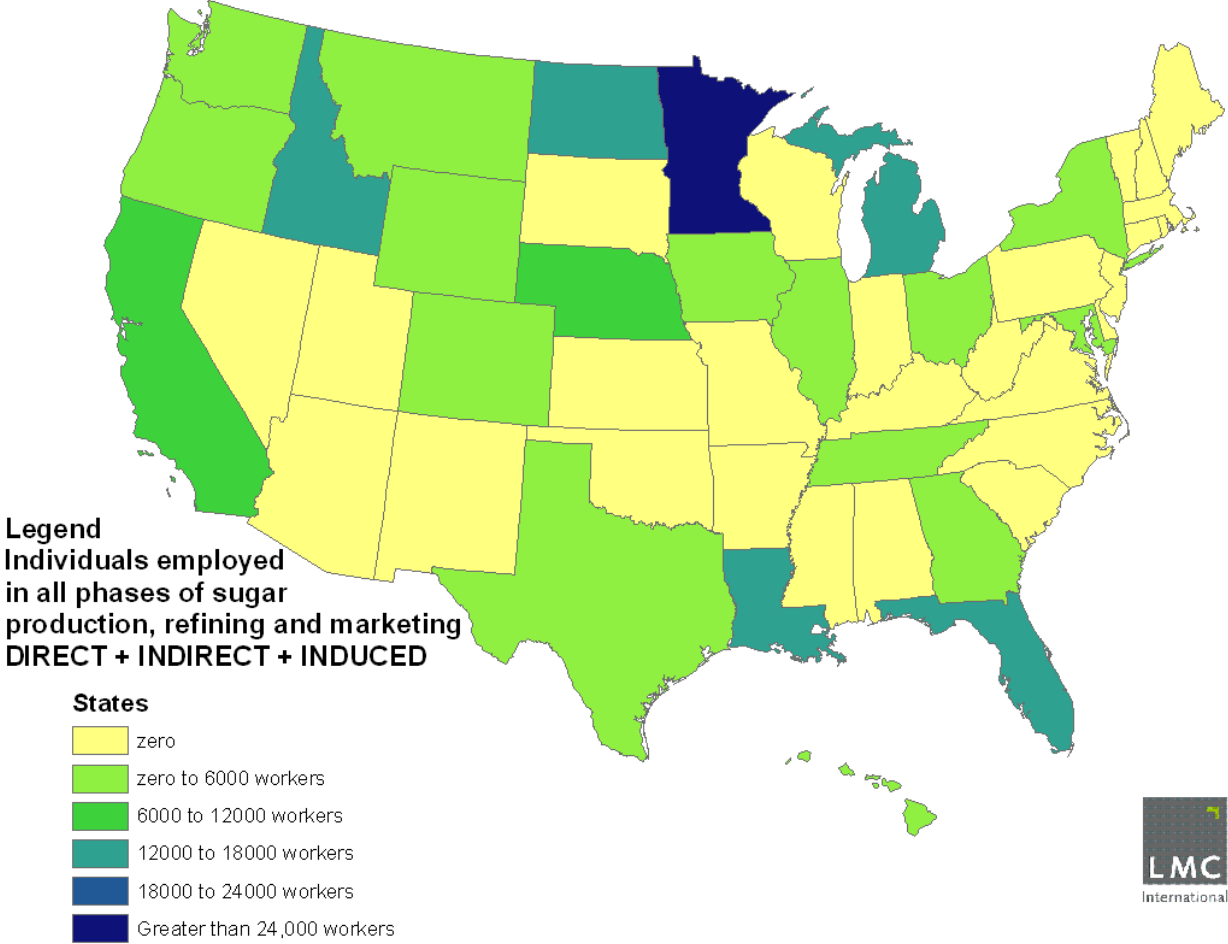 Legend
Individuals employed
in all phases of sugar
production, refining and marketing
DIRECT + INDIRECT + INDUCED
States
zero
zero to 6000 workers
6000 to 12000 workers
12000 to 18000 workers
18000 to 24000 workers
Greater than 24,000 workers
LMC
International